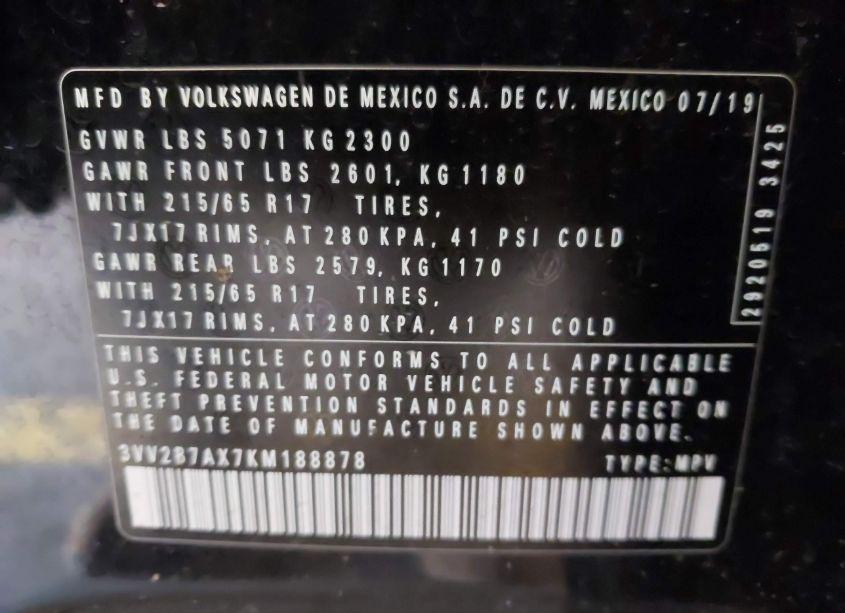 MFD BY VOLKSWAGEN DE MEXICO S.A. DE C.V. MEXICO 07/19
GVWR LBS 5071 KG 2300
GAWR FRONT LBS 2601, KG 1180
WITH 215/65 R17 TIRES,
7JX17 RIMS, AT 280 KPA, 41 PSI COLD
GAWR REAR LBS 2579, KG 1170
WITH 215/65 R17 TIRES,
7JX17 RIMS, AT 280 KPA, 41 PSI COLD
2920519 3425
THIS VEHICLE CONFORMS TO ALL APPLICABLE
U.S. FEDERAL MOTOR VEHICLE SAFETY AND
THEFT PREVENTION STANDARDS IN EFFECT ON
THE DATE OF MANUFACTURE SHOWN ABOVE.
3VV2B7AX7KM188878 TYPE:MPV